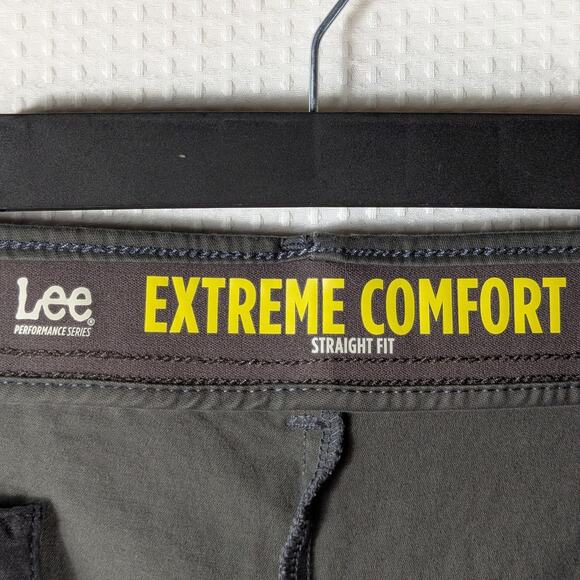 Lee®
PERFORMANCE SERIES
EXTREME COMFORT
STRAIGHT FIT